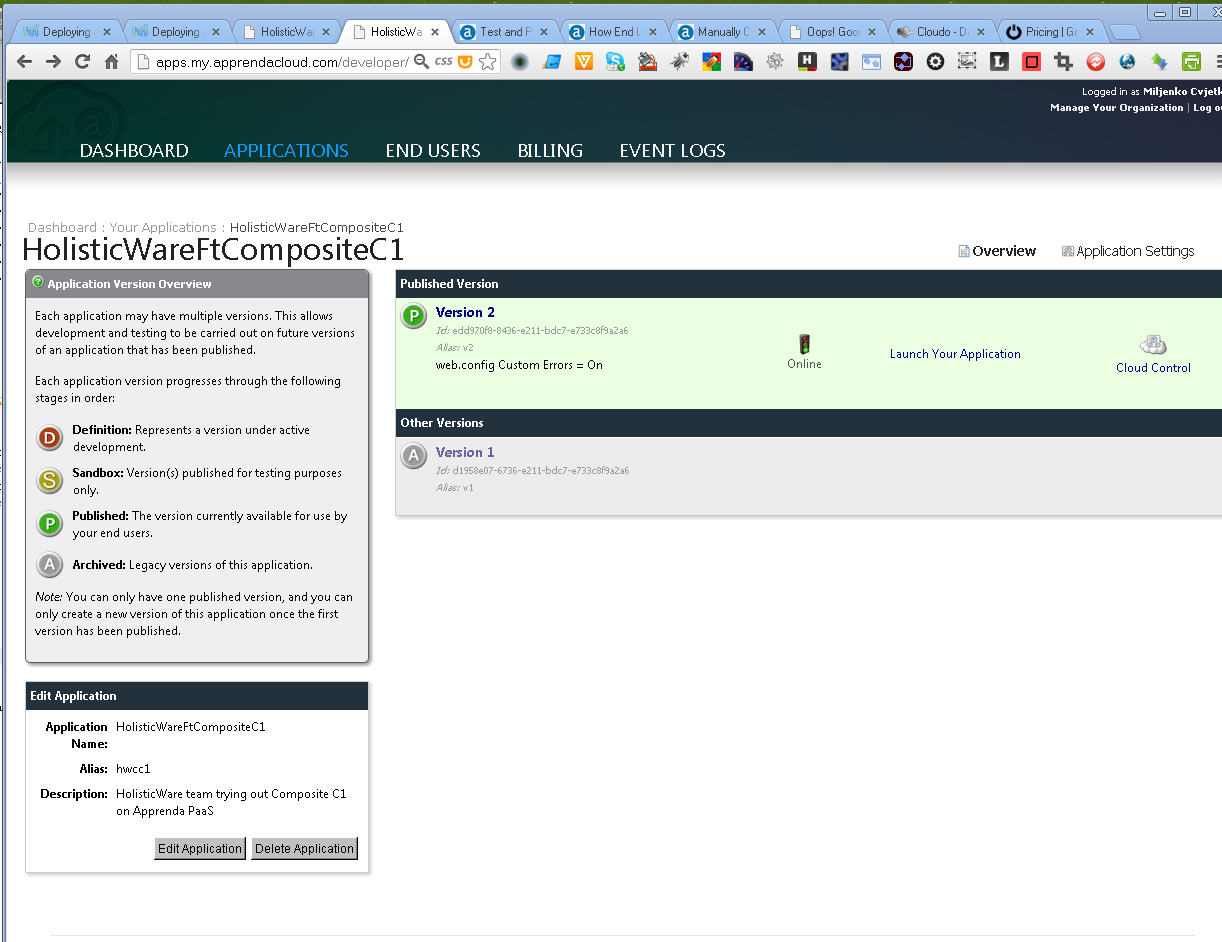 Deploying
Deploying
HolisticWa
HolisticWa
Test and P
How End U
Manually C
Oops! Goo
Cloudo - D
Pricing | G
apps.my.apprendacloud.com/developer/
CSS
Logged in as Miljenko Cvjetk
Manage Your Organization | Log ou
DASHBOARD APPLICATIONS END USERS BILLING EVENT LOGS
Dashboard : Your Applications : HolisticWareFtCompositeC1
HolisticWareFtCompositeC1
Overview Application Settings
Application Version Overview
Each application may have multiple versions. This allows
development and testing to be carried out on future versions
of an application that has been published.
Each application version progresses through the following
stages in order:
D Definition: Represents a version under active
development.
S Sandbox: Version(s) published for testing purposes
only.
P Published: The version currently available for use by
your end users.
A Archived: Legacy versions of this application.
Note: You can only have one published version, and you can
only create a new version of this application once the first
version has been published.
Edit Application
Application HolisticWareFtCompositeC1
Name:
Alias: hwcc1
Description: HolisticWare team trying out Composite C1
on Apprenda PaaS
Edit Application Delete Application
Published Version
P Version 2
Id: edd970f8-8436-e211-bdc7-e733c8f9a2a6
Alias: v2
web.config Custom Errors = On
Online
Launch Your Application
Cloud Control
Other Versions
A Version 1
Id: d1958e07-6736-e211-bdc7-e733c8f9a2a6
Alias: v1